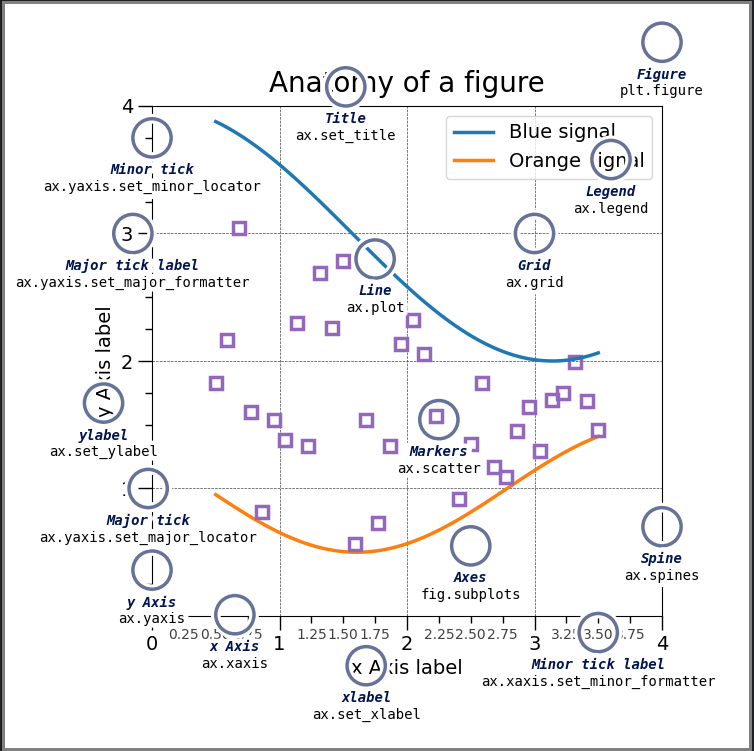 Figure
plt.figure
Anatomy of a figure
Title
ax.set_title
4
Blue signal
Orange signal
Legend
ax.legend
Minor tick
ax.yaxis.set_minor_locator
3
Major tick label
ax.yaxis.set_major_formatter
Grid
ax.grid
Line
ax.plot
2
y Axis label
ylabel
ax.set_ylabel
Markers
ax.scatter
Major tick
ax.yaxis.set_major_locator
Axes
fig.subplots
Spine
ax.spines
y Axis
ax.yaxis
0 0.25 1 1.25 1.50 1.75 2 2.25 2.50 2.75 3 3.50 4
x Axis
ax.xaxis
x Axis label
xlabel
ax.set_xlabel
Minor tick label
ax.xaxis.set_minor_formatter